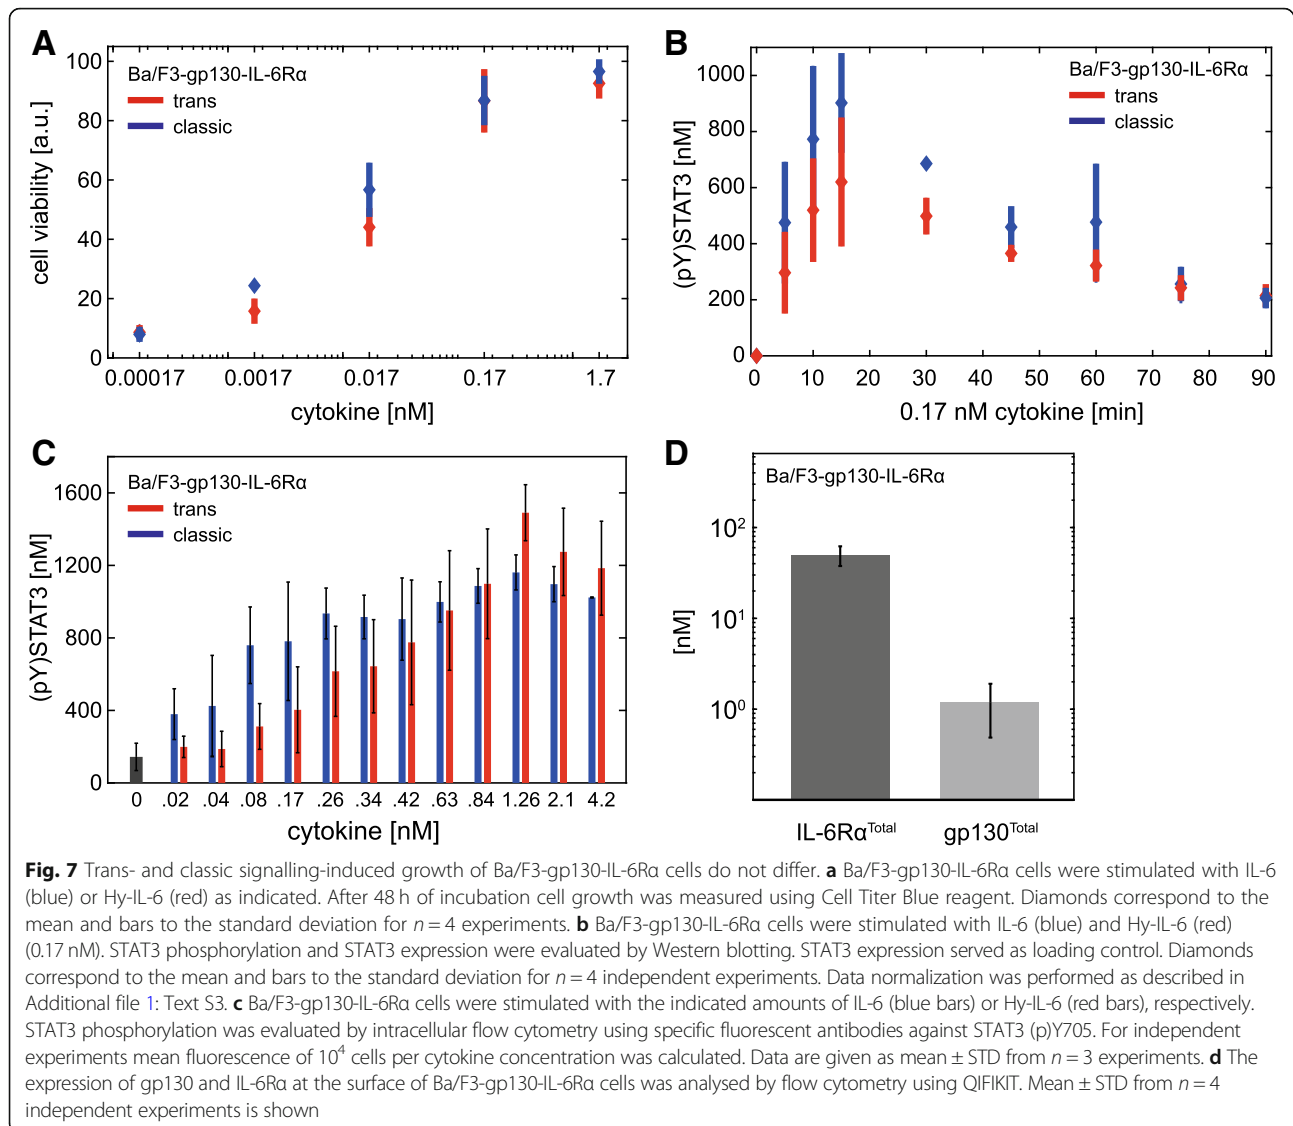 A
Ba/F3-gp130-IL-6Rα
trans
classic
cell viability [a.u.]
100
80
60
40
20
0
0.00017 0.0017 0.017 0.17 1.7
cytokine [nM]
B
Ba/F3-gp130-IL-6Rα
trans
classic
(pY)STAT3 [nM]
1000
800
600
400
200
0
0 10 20 30 40 50 60 70 80 90
0.17 nM cytokine [min]
C
Ba/F3-gp130-IL-6Rα
trans
classic
(pY)STAT3 [nM]
1600
1200
800
400
0
0 .02 .04 .08 .17 .26 .34 .42 .63 .84 1.26 2.1 4.2
cytokine [nM]
D
Ba/F3-gp130-IL-6Rα
[nM]
10²
10¹
10⁰
IL-6Rα^Total gp130^Total
Fig. 7 Trans- and classic signalling-induced growth of Ba/F3-gp130-IL-6Rα cells do not differ. a Ba/F3-gp130-IL-6Rα cells were stimulated with IL-6
(blue) or Hy-IL-6 (red) as indicated. After 48 h of incubation cell growth was measured using Cell Titer Blue reagent. Diamonds correspond to the
mean and bars to the standard deviation for n = 4 experiments. b Ba/F3-gp130-IL-6Rα cells were stimulated with IL-6 (blue) and Hy-IL-6 (red)
(0.17 nM). STAT3 phosphorylation and STAT3 expression were evaluated by Western blotting. STAT3 expression served as loading control. Diamonds
correspond to the mean and bars to the standard deviation for n = 4 independent experiments. Data normalization was performed as described in
Additional file 1: Text S3. c Ba/F3-gp130-IL-6Rα cells were stimulated with the indicated amounts of IL-6 (blue bars) or Hy-IL-6 (red bars), respectively.
STAT3 phosphorylation was evaluated by intracellular flow cytometry using specific fluorescent antibodies against STAT3 (p)Y705. For independent
experiments mean fluorescence of 10⁴ cells per cytokine concentration was calculated. Data are given as mean ± STD from n = 3 experiments. d The
expression of gp130 and IL-6Rα at the surface of Ba/F3-gp130-IL-6Rα cells was analysed by flow cytometry using QIFIKIT. Mean ± STD from n = 4
independent experiments is shown